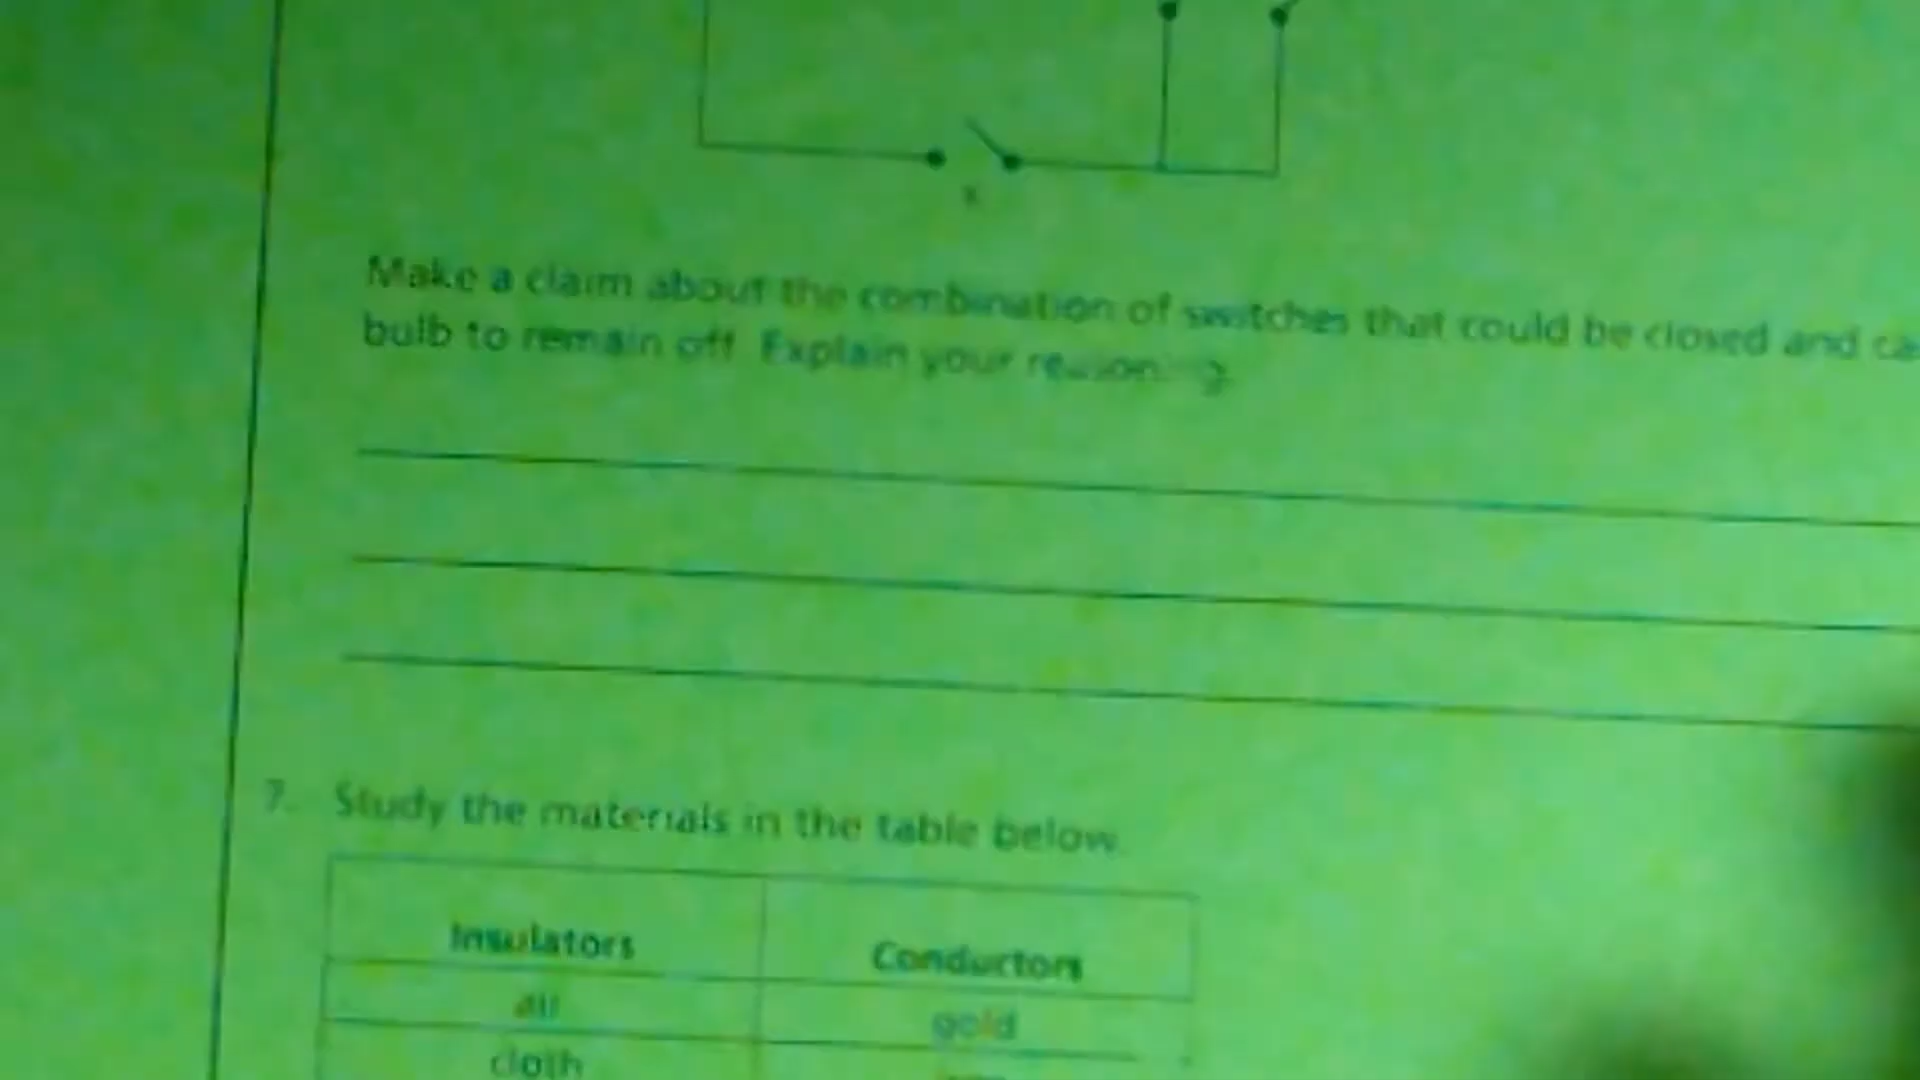 Make a claim about the combination of switches that could be closed and
bulb to remain off. Explain your reasoning.
7. Study the materials in the table below.
Insulators Conductors
air gold
cloth